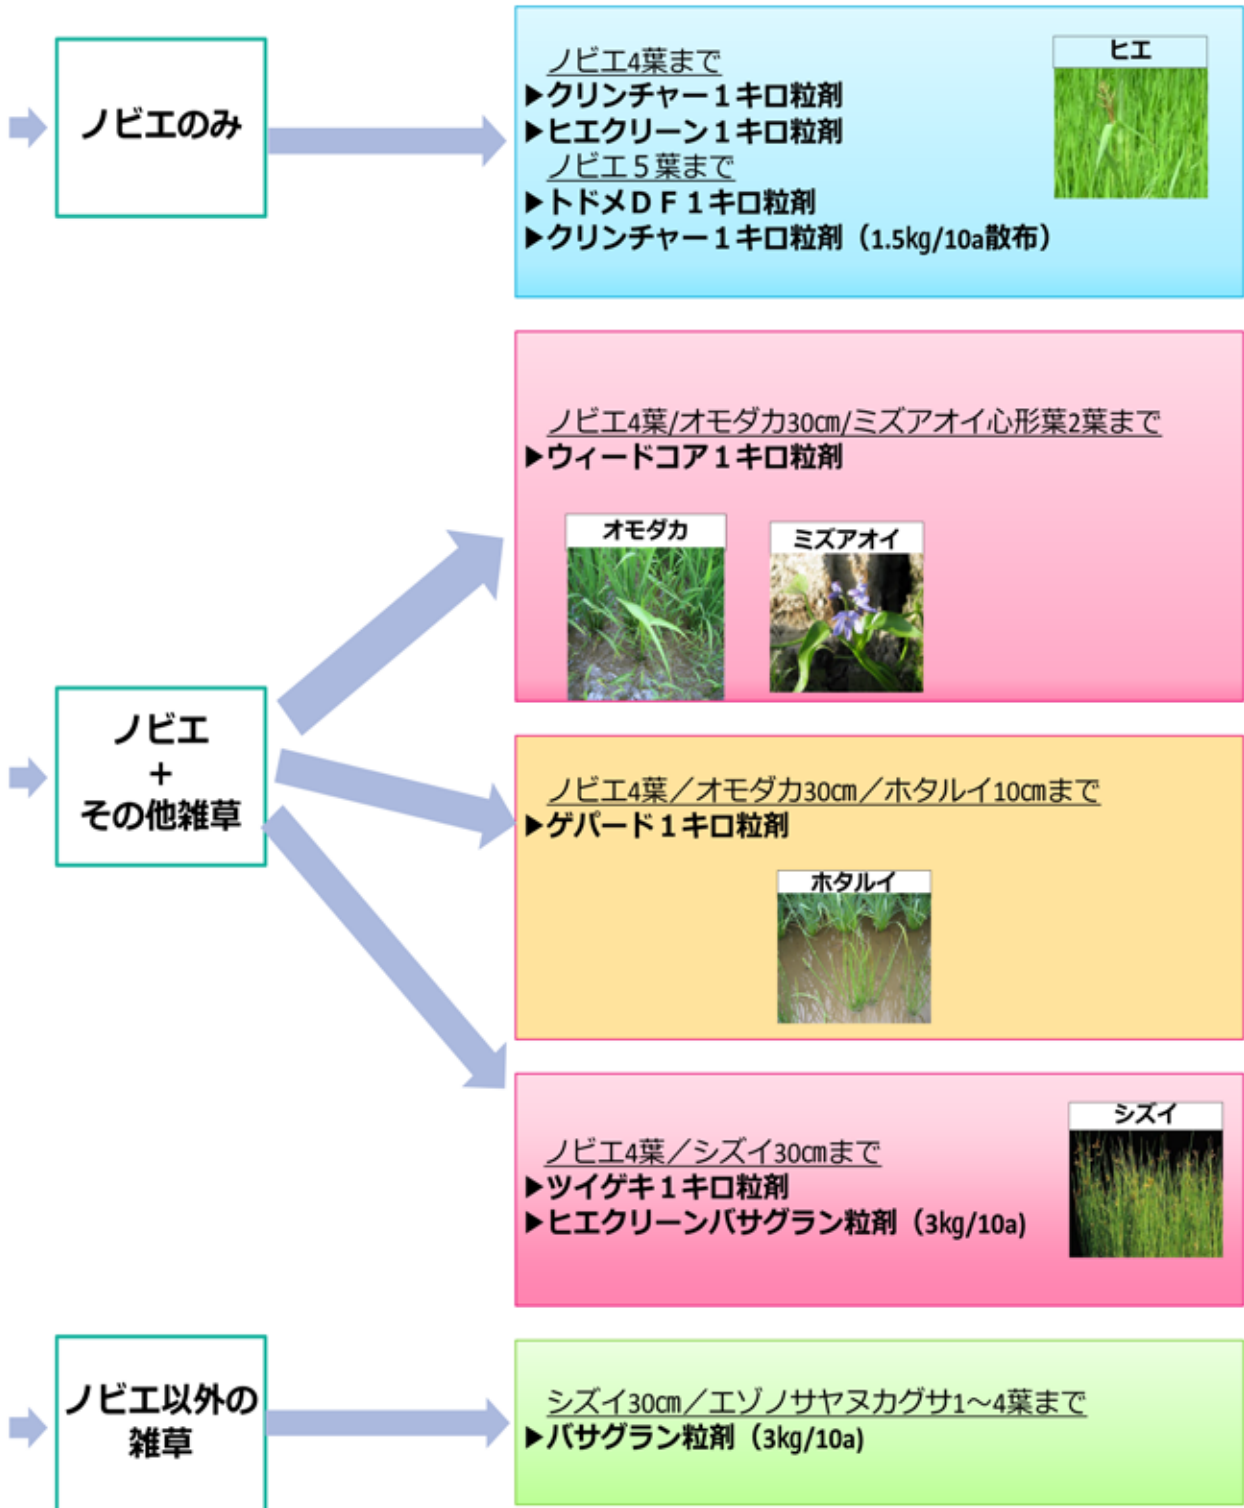 ノビエのみ
ノビエ4葉まで
▶クリンチャー１キロ粒剤
▶ヒエクリーン１キロ粒剤
ノビエ５葉まで
▶トドメＤＦ１キロ粒剤
▶クリンチャー１キロ粒剤（1.5㎏/10a散布）
ヒエ
ノビエ
+
その他雑草
ノビエ4葉/オモダカ30㎝/ミズアオイ心形葉2葉まで
▶ウィードコア１キロ粒剤
オモダカ
ミズアオイ
ノビエ4葉／オモダカ30㎝／ホタルイ10㎝まで
▶ゲパード１キロ粒剤
ホタルイ
ノビエ4葉／シズイ30㎝まで
▶ツイゲキ１キロ粒剤
▶ヒエクリーンバサグラン粒剤（3㎏/10a)
シズイ
ノビエ以外の
雑草
シズイ30㎝／エゾノサヤヌカグサ1～4葉まで
▶バサグラン粒剤（3㎏/10a)